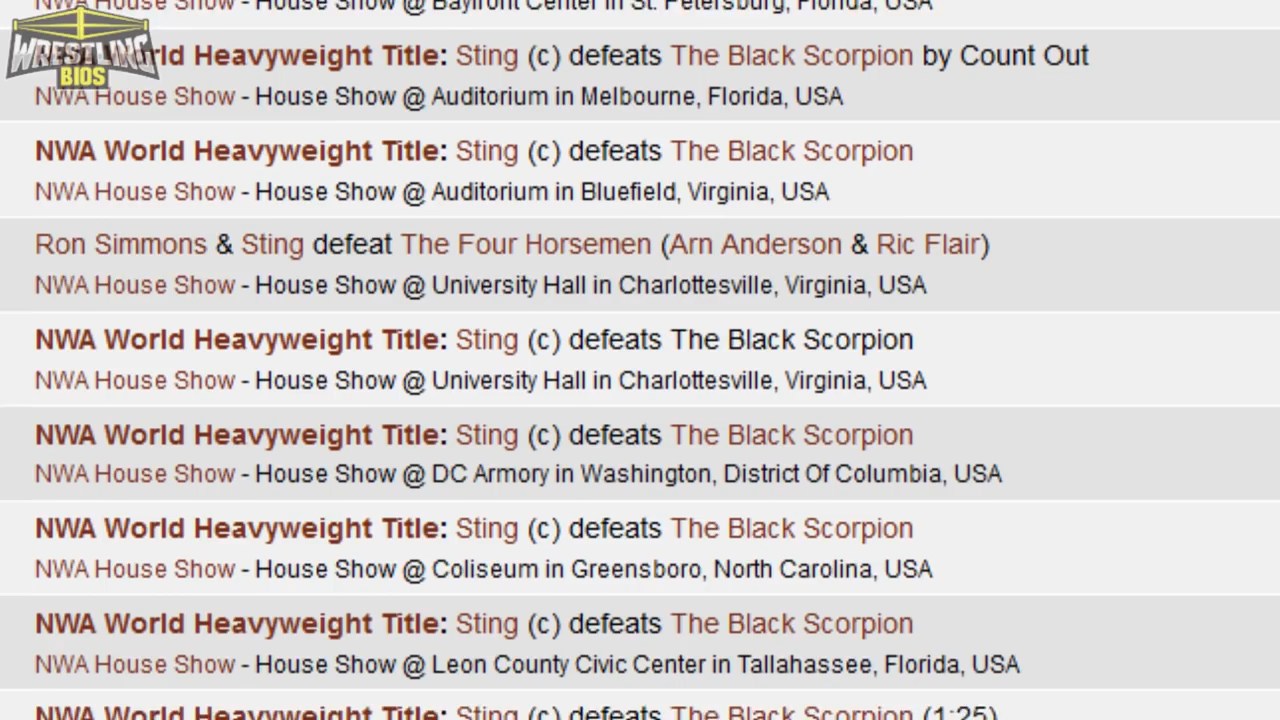 NWA House Show - House Show @ Bayfront Center in St. Petersburg, Florida, USA
WRESTLING
BIOS
World Heavyweight Title: Sting (c) defeats The Black Scorpion by Count Out
NWA House Show - House Show @ Auditorium in Melbourne, Florida, USA
NWA World Heavyweight Title: Sting (c) defeats The Black Scorpion
NWA House Show - House Show @ Auditorium in Bluefield, Virginia, USA
Ron Simmons & Sting defeat The Four Horsemen (Arn Anderson & Ric Flair)
NWA House Show - House Show @ University Hall in Charlottesville, Virginia, USA
NWA World Heavyweight Title: Sting (c) defeats The Black Scorpion
NWA House Show - House Show @ University Hall in Charlottesville, Virginia, USA
NWA World Heavyweight Title: Sting (c) defeats The Black Scorpion
NWA House Show - House Show @ DC Armory in Washington, District Of Columbia, USA
NWA World Heavyweight Title: Sting (c) defeats The Black Scorpion
NWA House Show - House Show @ Coliseum in Greensboro, North Carolina, USA
NWA World Heavyweight Title: Sting (c) defeats The Black Scorpion
NWA House Show - House Show @ Leon County Civic Center in Tallahassee, Florida, USA
NWA World Heavyweight Title: Sting (c) defeats The Black Scorpion (1:25)